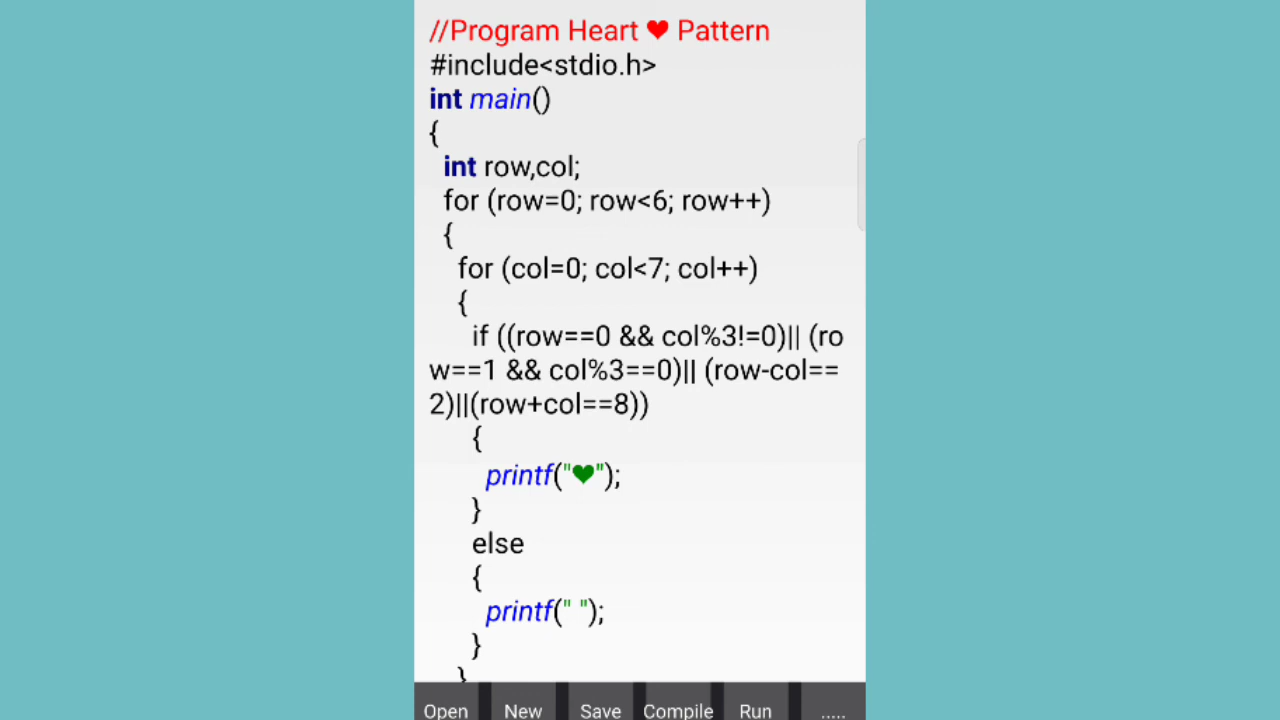 //Program Heart ❤ Pattern
#include<stdio.h>
int main()
{
int row,col;
for (row=0; row<6; row++)
{
for (col=0; col<7; col++)
{
if ((row==0 && col%3!=0)|| (ro
w==1 && col%3==0)|| (row-col==
2)||(row+col==8))
{
printf("❤");
}
else
{
printf(" ");
}
}
Open New Save Compile Run .....